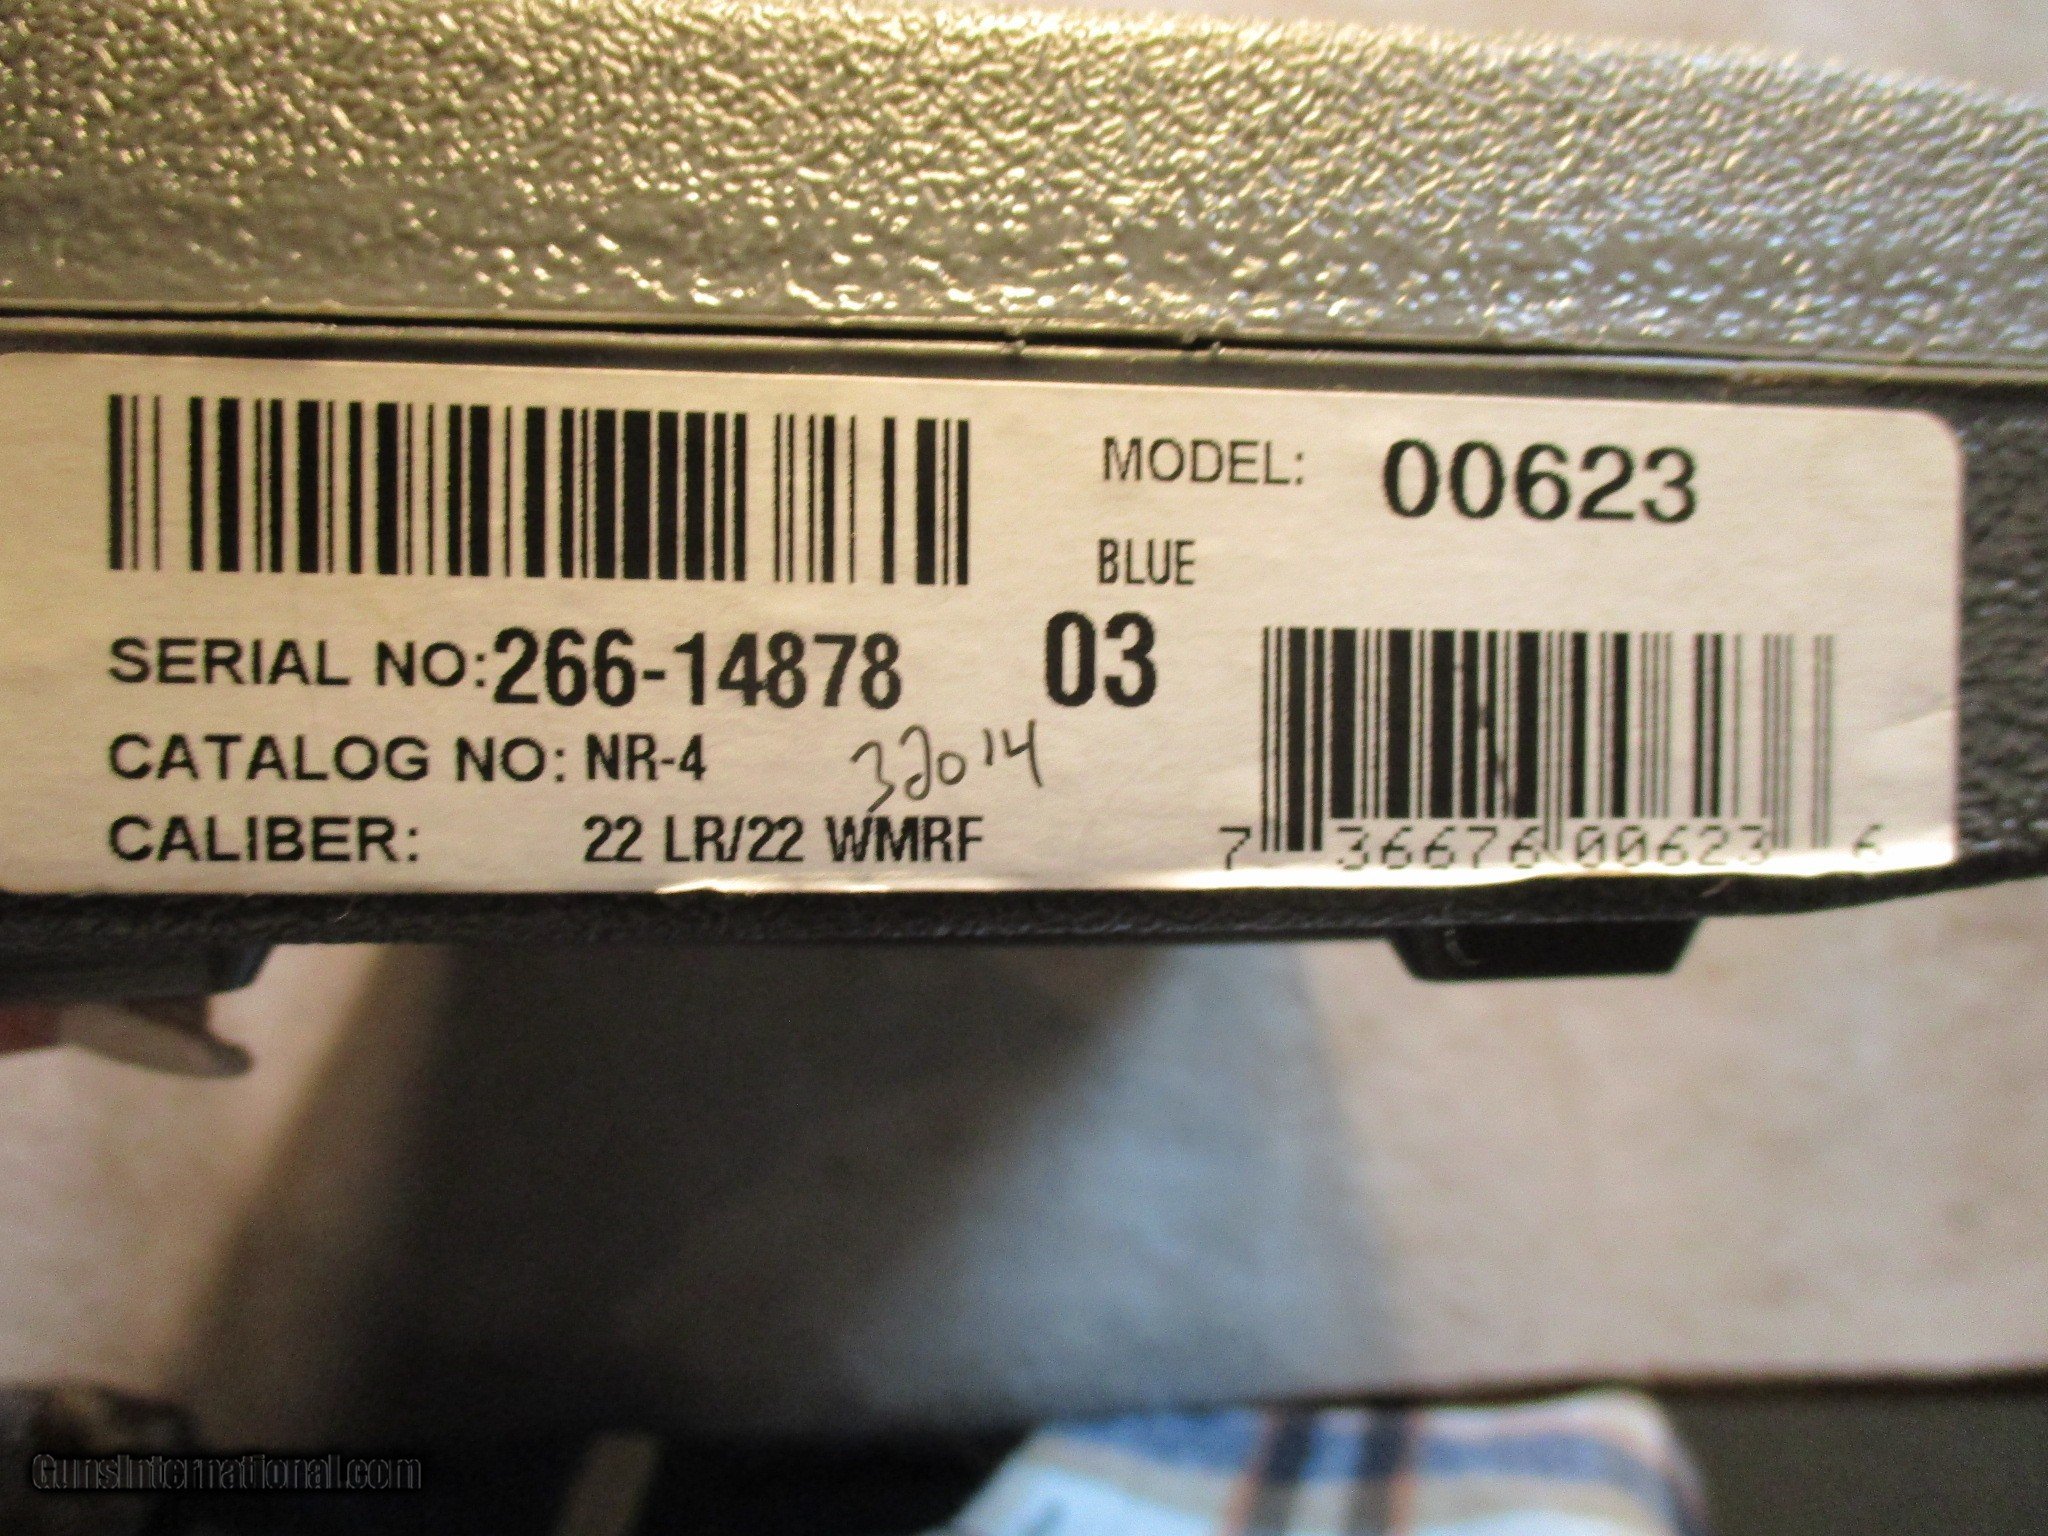 MODEL: 00623
BLUE
SERIAL NO: 266-14878 03
CATALOG NO: NR-4 32014
CALIBER: 22 LR/22 WMRF
7 36676 00623 6
GunsInternational.com